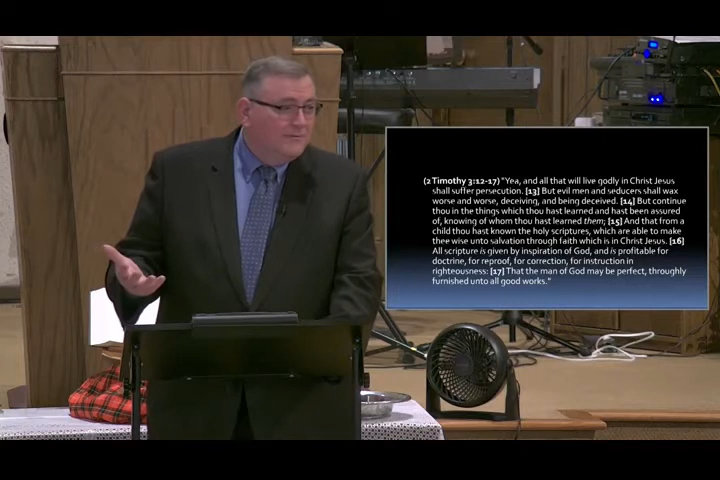 (2 Timothy 3:12-17) "Yea, and all that will live godly in Christ Jesus
shall suffer persecution. [13] But evil men and seducers shall wax
worse and worse, deceiving, and being deceived. [14] But continue
thou in the things which thou hast learned and hast been assured
of, knowing of whom thou hast learned them; [15] And that from a
child thou hast known the holy scriptures, which are able to make
thee wise unto salvation through faith which is in Christ Jesus. [16]
All scripture is given by inspiration of God, and is profitable for
doctrine, for reproof, for correction, for instruction in
righteousness: [17] That the man of God may be perfect, throughly
furnished unto all good works."